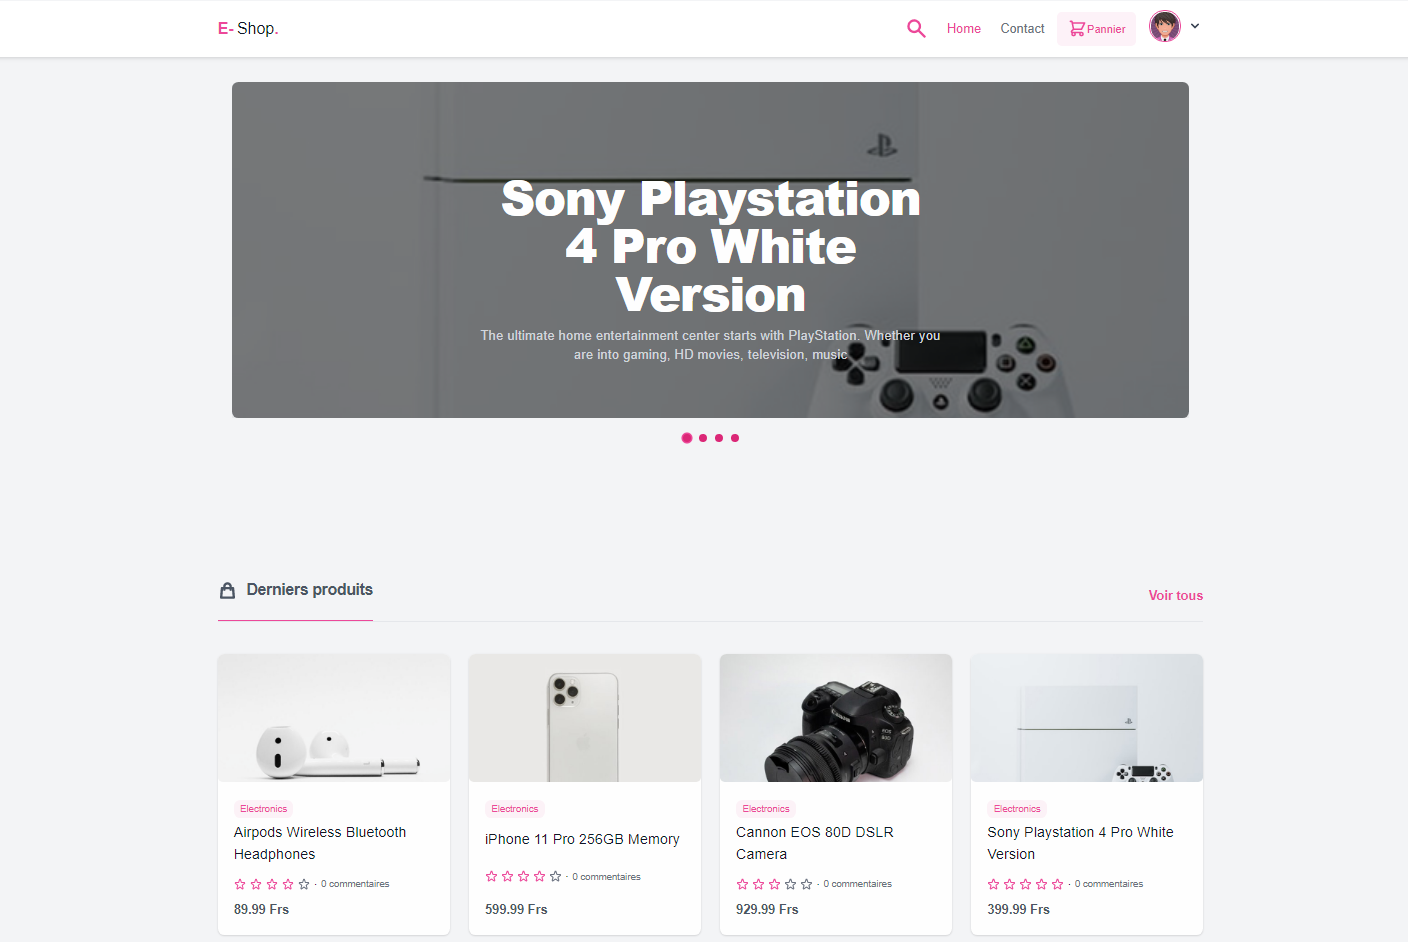 E- Shop.
Home
Contact
Pannier
Sony Playstation
4 Pro White
Version
The ultimate home entertainment center starts with PlayStation. Whether you
are into gaming, HD movies, television, music
Derniers produits
Voir tous
Electronics
Airpods Wireless Bluetooth
Headphones
· 0 commentaires
89.99 Frs
Electronics
iPhone 11 Pro 256GB Memory
· 0 commentaires
599.99 Frs
Canon
EOS
80D
Electronics
Cannon EOS 80D DSLR
Camera
· 0 commentaires
929.99 Frs
Electronics
Sony Playstation 4 Pro White
Version
· 0 commentaires
399.99 Frs